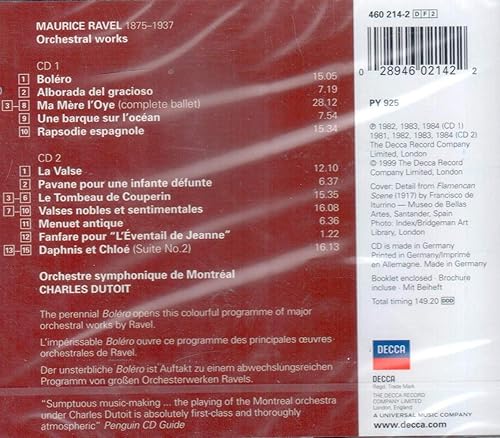 MAURICE RAVEL 1875–1937
Orchestral works
CD 1
1 Boléro 15.05
2 Alborada del gracioso 7.19
3–8 Ma Mère l'Oye (complete ballet) 28.12
9 Une barque sur l'océan 7.54
10 Rapsodie espagnole 15.34
CD 2
1 La Valse 12.10
2 Pavane pour une infante défunte 6.37
3–6 Le Tombeau de Couperin 15.35
7–10 Valses nobles et sentimentales 16.08
11 Menuet antique 6.36
12 Fanfare pour "L'Éventail de Jeanne" 1.22
13–15 Daphnis et Chloé (Suite No.2) 16.13
Orchestre symphonique de Montréal
CHARLES DUTOIT
The perennial Boléro opens this colourful programme of major
orchestral works by Ravel.
L'impérissable Boléro ouvre ce programme des principales œuvres
orchestrales de Ravel.
Der unsterbliche Boléro ist Auftakt zu einem abwechslungsreichen
Programm von großen Orchesterwerken Ravels.
"Sumptuous music-making ... the playing of the Montreal orchestra
under Charles Dutoit is absolutely first-class and thoroughly
atmospheric" Penguin CD Guide
460 214-2 DF2
0 28946 02142 2
PY 925
℗ 1982, 1983, 1984 (CD 1)
1981, 1982, 1983, 1984 (CD 2)
The Decca Record
Company Limited, London
© 1999 The Decca Record
Company Limited, London
Cover: Detail from Flamencan
Scene (1917) by Francisco de
Iturrino — Museo de Bellas
Artes, Santander, Spain
Photo: Index/Bridgeman Art
Library, London
CD is made in Germany
Printed in Germany/Imprimé
en Allemagne. Made in Germany
Booklet enclosed · Brochure
incluse · Mit Beiheft
Total timing 149.20 DDD
DECCA
DECCA
Regd. Trade Mark
THE DECCA RECORD
COMPANY LIMITED
London, England
A UNIVERSAL MUSIC COMPANY
www.decca.com